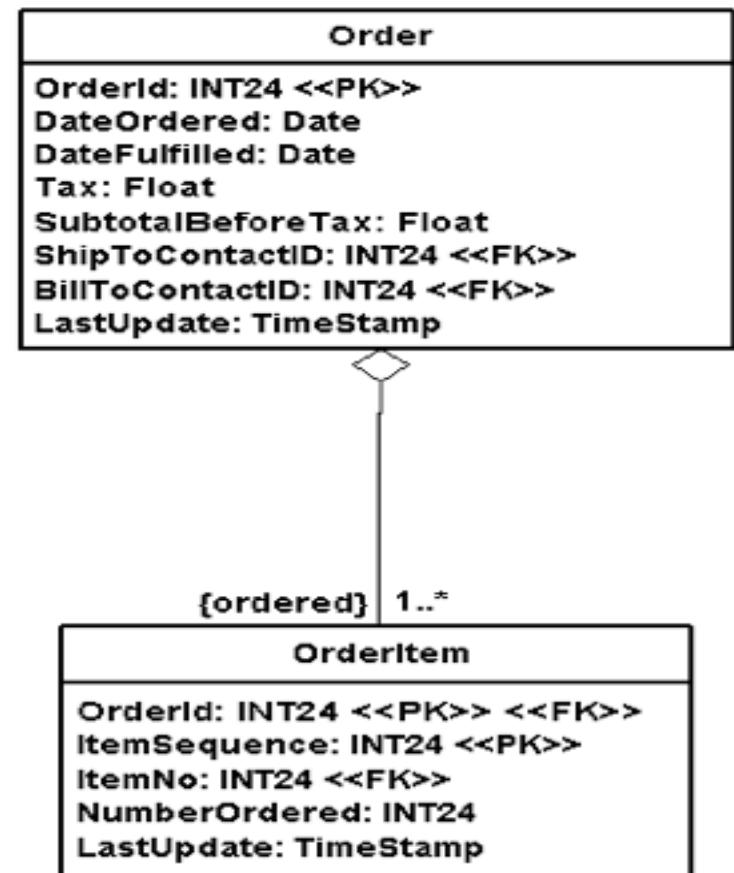 Order
OrderId: INT24 <<PK>>
DateOrdered: Date
DateFulfilled: Date
Tax: Float
SubtotalBeforeTax: Float
ShipToContactID: INT24 <<FK>>
BillToContactID: INT24 <<FK>>
LastUpdate: TimeStamp
{ordered} 1..*
OrderItem
OrderId: INT24 <<PK>> <<FK>>
ItemSequence: INT24 <<PK>>
ItemNo: INT24 <<FK>>
NumberOrdered: INT24
LastUpdate: TimeStamp